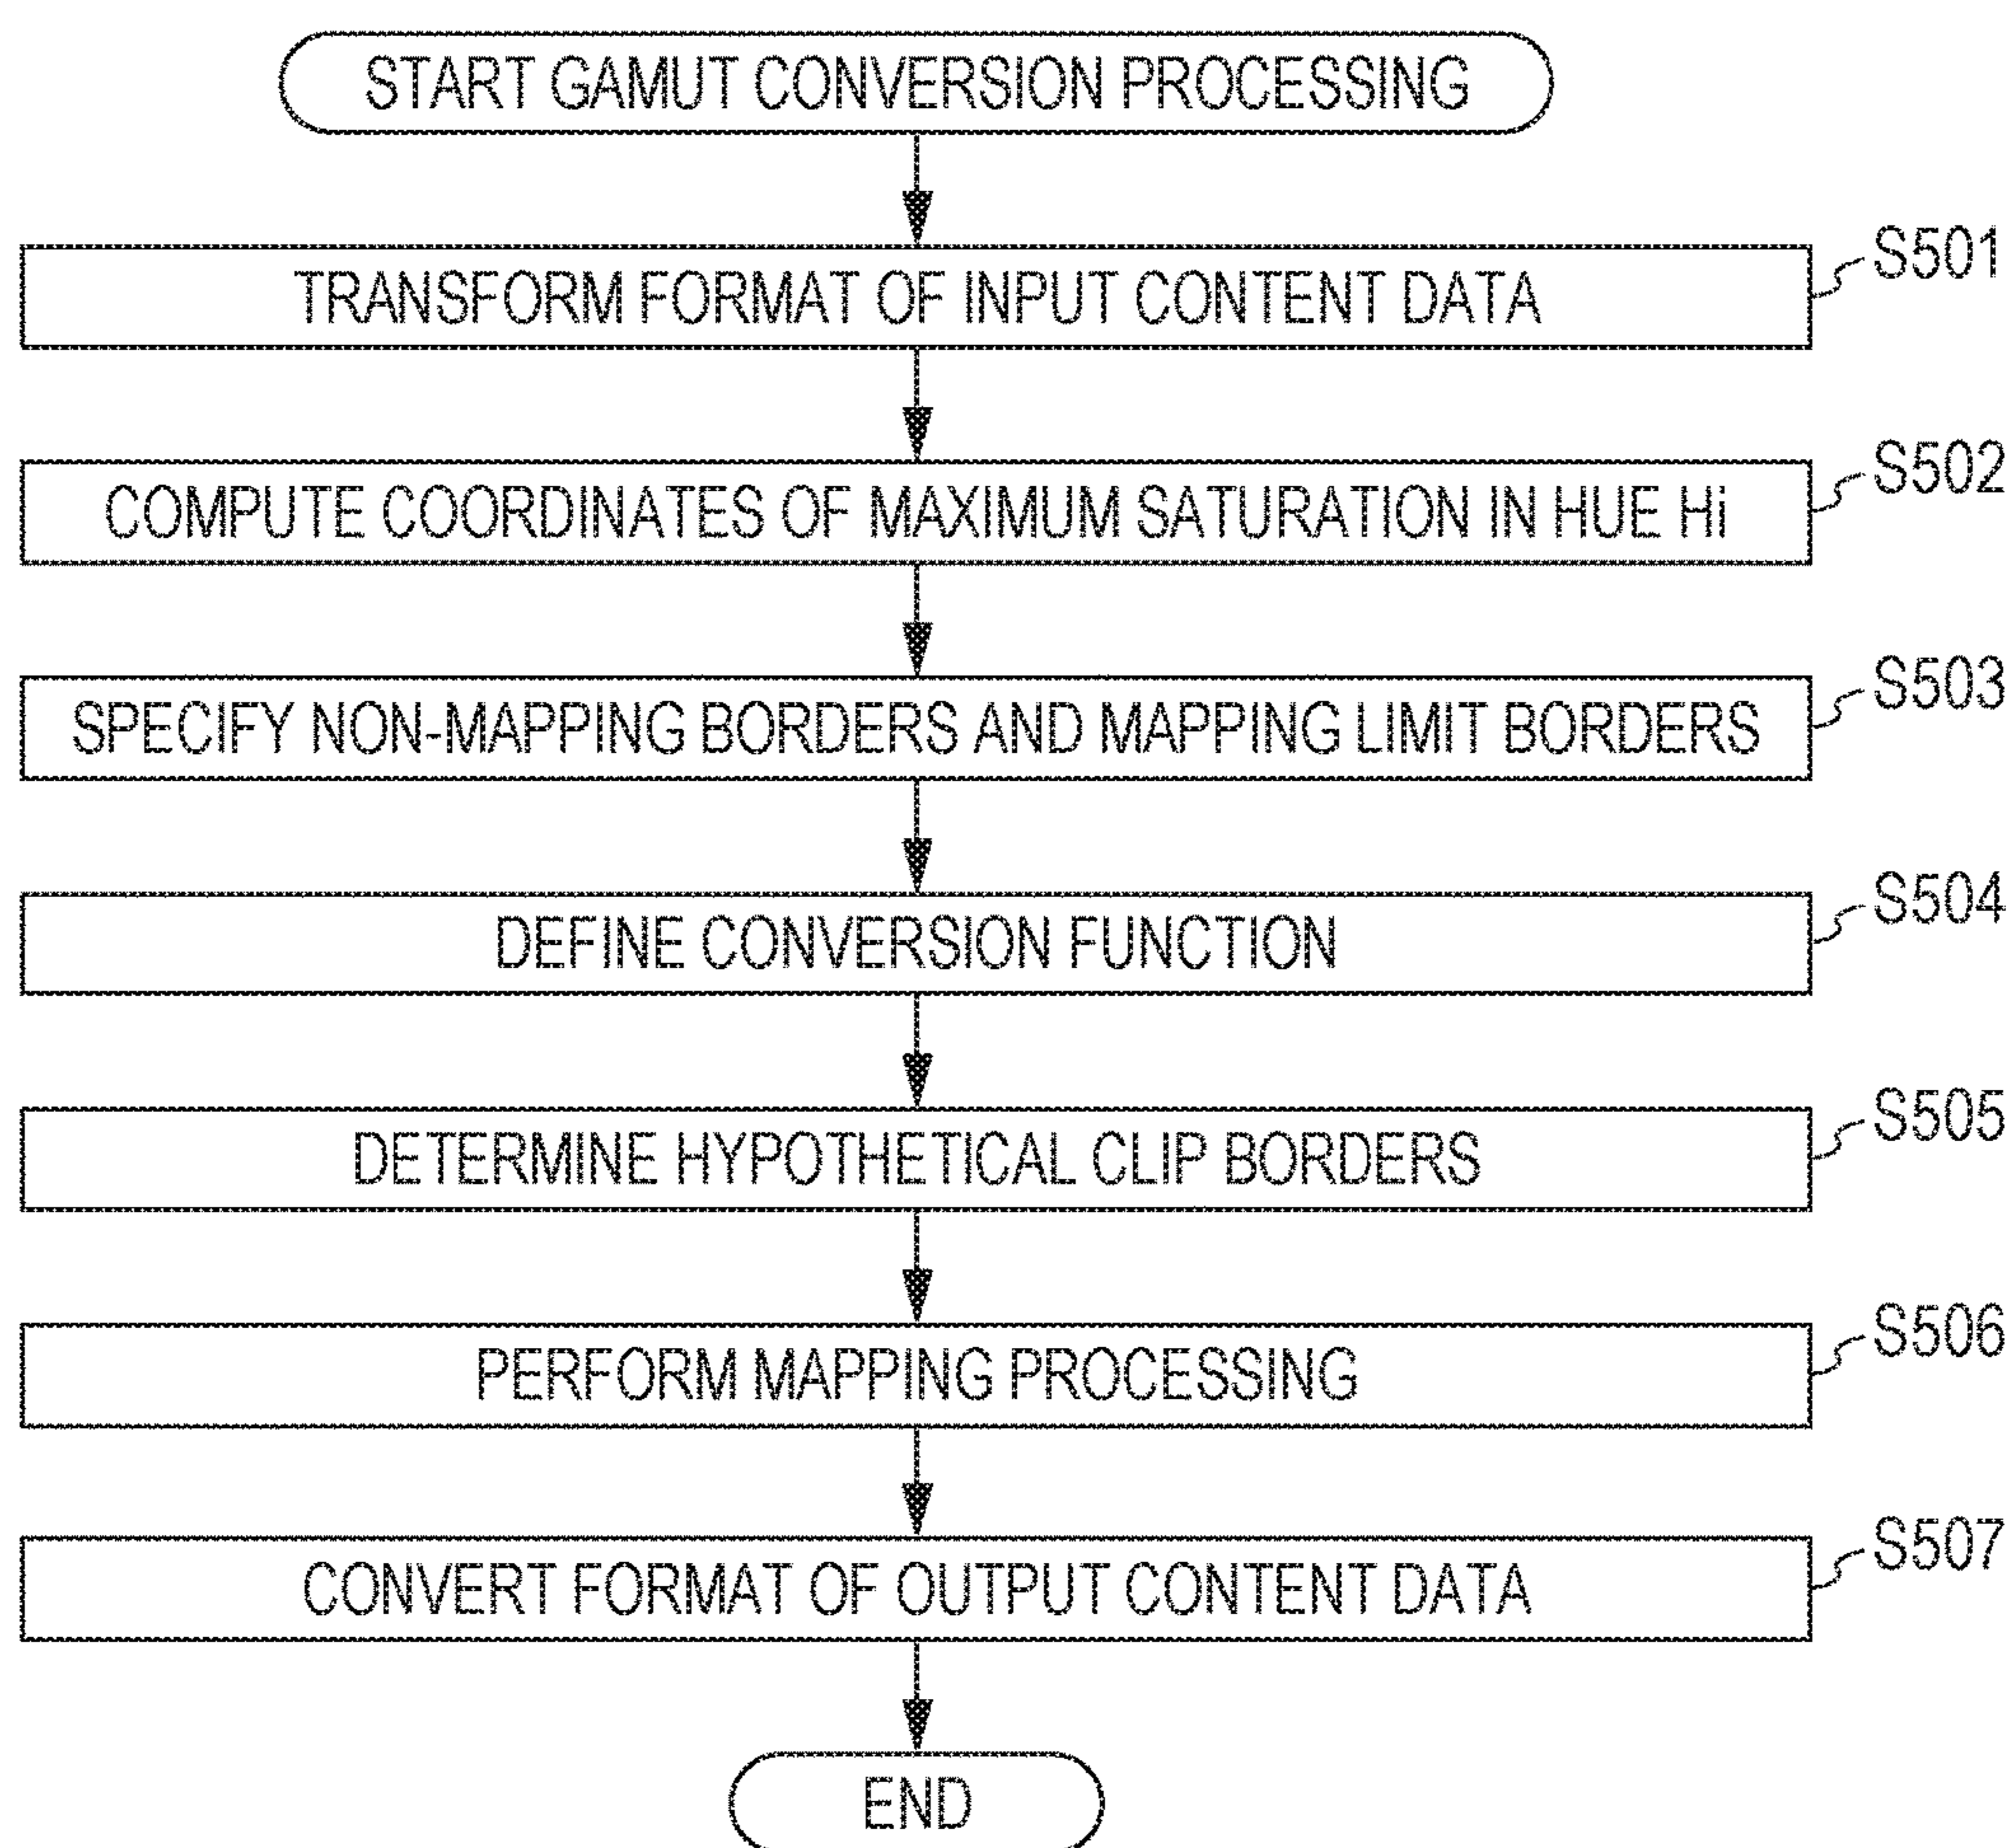 START GAMUT CONVERSION PROCESSING
TRANSFORM FORMAT OF INPUT CONTENT DATA
S501
COMPUTE COORDINATES OF MAXIMUM SATURATION IN HUE Hi
S502
SPECIFY NON-MAPPING BORDERS AND MAPPING LIMIT BORDERS
S503
DEFINE CONVERSION FUNCTION
S504
DETERMINE HYPOTHETICAL CLIP BORDERS
S505
PERFORM MAPPING PROCESSING
S506
CONVERT FORMAT OF OUTPUT CONTENT DATA
S507
END